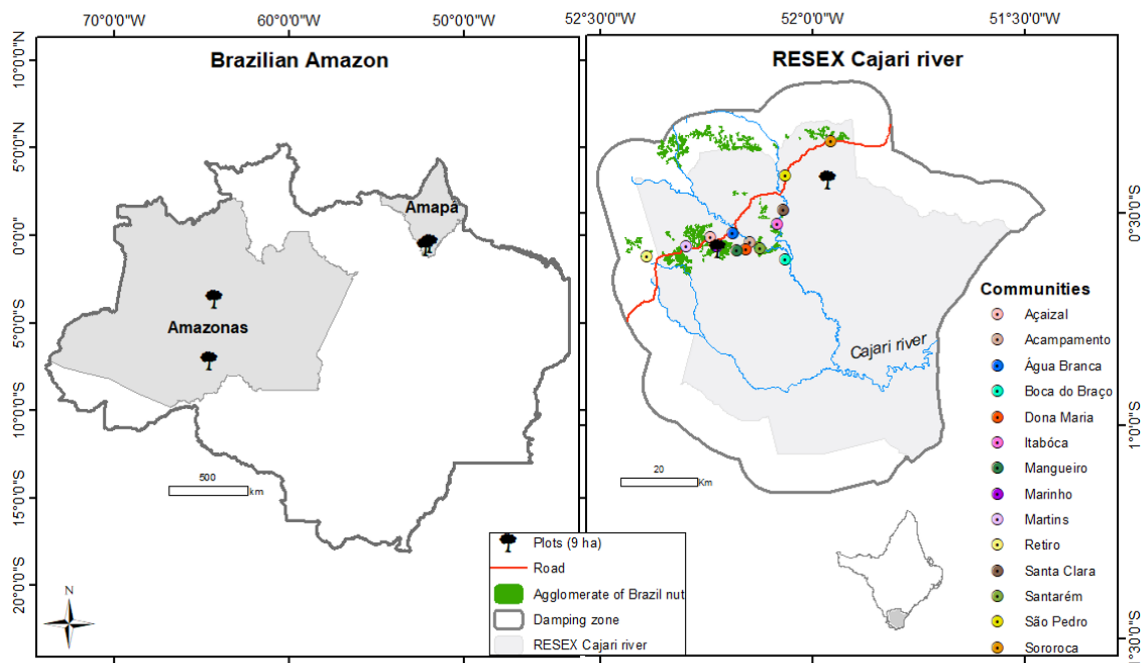 70°0'0"W
60°0'0"W
50°0'0"W
52°30'0"W
52°0'0"W
51°30'0"W
Brazilian Amazon
RESEX Cajari river
10°0'0"N
5°0'0"N
0°0'0"
5°0'0"S
10°0'0"S
15°0'0"S
20°0'0"S
Amapá
Amazonas
500
km
N
Plots (9 ha)
Road
Agglomerate of Brazil nut
Damping zone
RESEX Cajari river
Cajari river
20
Km
Communities
Açaizal
Acampamento
Água Branca
Boca do Braço
Dona Maria
Itabóca
Mangueiro
Marinho
Martins
Retiro
Santa Clara
Santarém
São Pedro
Sororoca
0°30'0"S
1°0'0"S
1°30'0"S